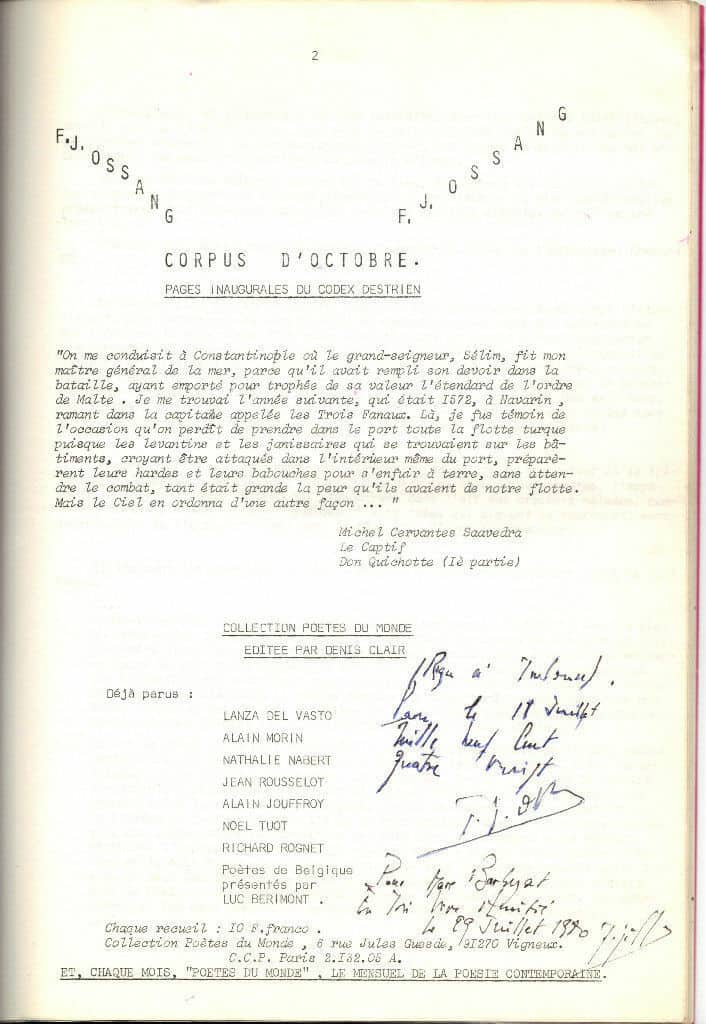 2
F.J. OSSANG
F. J. OSSANG
CORPUS D'OCTOBRE.
PAGES INAUGURALES DU CODEX DESTRIEN
"On me conduisit à Constantinople où le grand-seigneur, Sélim, fit mon
maître général de la mer, parce qu'il avait rempli son devoir dans la
bataille, ayant emporté pour trophée de sa valeur l'étendard de l'ordre
de Malte . Je me trouvai l'année suivante, qui était I572, à Navarin ,
ramant dans la capitane appelée les Trois Fanaux. Là, je fus témoin de
l'occasion qu'on perdit de prendre dans le port toute la flotte turque
puisque les levantins et les janissaires qui se trouvaient sur les bâ-
timents, croyant être attaqués dans l'intérieur même du port, préparè-
rent leurs hardes et leurs babouches pour s'enfuir à terre, sans atten-
dre le combat, tant était grande la peur qu'ils avaient de notre flotte.
Mais le Ciel en ordonna d'une autre façon ... "
Michel Cervantes Saavedra
Le Captif
Don Quichotte (Iè partie)
COLLECTION POETES DU MONDE
EDITEE PAR DENIS CLAIR
Déjà parus :
LANZA DEL VASTO
ALAIN MORIN
NATHALIE NABERT
JEAN ROUSSELOT
ALAIN JOUFFROY
NOEL TUOT
RICHARD ROGNET
Poètes de Belgique
présentés par
LUC BERIMONT .
à
le 18 Juillet
mille neuf Cent
quatre vingt
Pour Marc Barbezat
le 29 Juillet 1980
Chaque recueil : IO F.franco .
Collection Poètes du Monde , 6 rue Jules Guesde, 9I270 Vigneux.
C.C.P. Paris 2.I32.05 A.
ET, CHAQUE MOIS, "POETES DU MONDE" , LE MENSUEL DE LA POESIE CONTEMPORAINE.